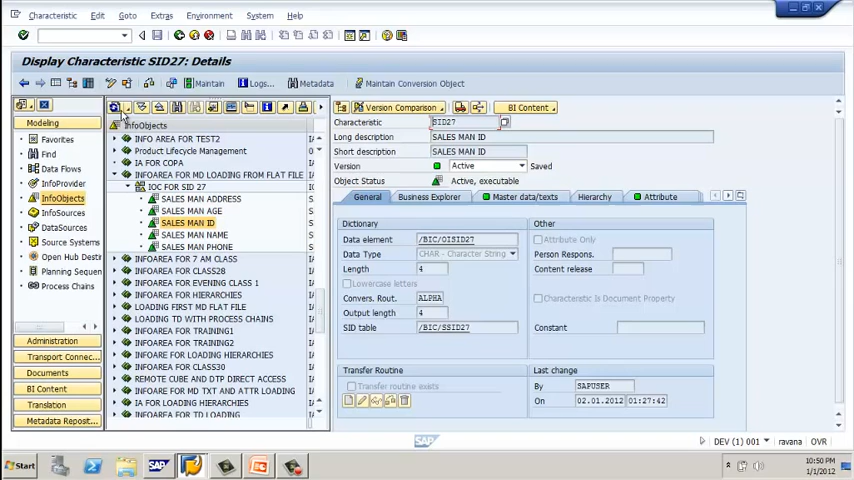 Characteristic Edit Goto Extras Environment System Help
Display Characteristic SID27: Details
Maintain Logs... Metadata Maintain Conversion Object
Modeling
Favorites
Find
Data Flows
InfoProvider
InfoObjects
InfoSources
DataSources
Source Systems
Open Hub Destin
Planning Sequen
Process Chains
Administration
Transport Connec...
Documents
BI Content
Translation
Metadata Reposit...
InfoObjects
INFO AREA FOR TEST2
Product Lifecycle Management
IA FOR COPA
INFOAREA FOR MD LOADING FROM FLAT FILE
IOC FOR SID 27
SALES MAN ADDRESS
SALES MAN AGE
SALES MAN ID
SALES MAN NAME
SALES MAN PHONE
INFOAREA FOR 7 AM CLASS
INFOAREA FOR CLASS28
INFOAREA FOR EVENING CLASS 1
INFOAREA FOR HIERARCHIES
LOADING FIRST MD FLAT FILE
LOADING TD WITH PROCESS CHAINS
INFOAREA FOR TRAINING1
INFOAREA FOR TRAINING2
INFOARE FOR LOADING HIERARCHIES
INFOAREA FOR CLASS30
REMOTE CUBE AND DTP DIRECT ACCESS
INFOARE FOR MD TXT AND ATTR LOADING
IA FOR LOADING HIERARCHIES
INFOARE FOR TD LOADING
Version Comparison BI Content
Characteristic SID27
Long description SALES MAN ID
Short description SALES MAN ID
Version Active Saved
Object Status Active, executable
General Business Explorer Master data/texts Hierarchy Attribute
Dictionary
Data element /BIC/OISID27
Data Type CHAR - Character String
Length 4
Lowercase letters
Convers. Rout. ALPHA
Output length 4
SID table /BIC/SSID27
Other
Attribute Only
Person Respons.
Content release
Characteristic Is Document Property
Constant
Transfer Routine
Transfer routine exists
Last change
By SAPUSER
On 02.01.2012 01:27:42
SAP
DEV (1) 001 ravana OVR
Start
SAP
10:50 PM
1/1/2012